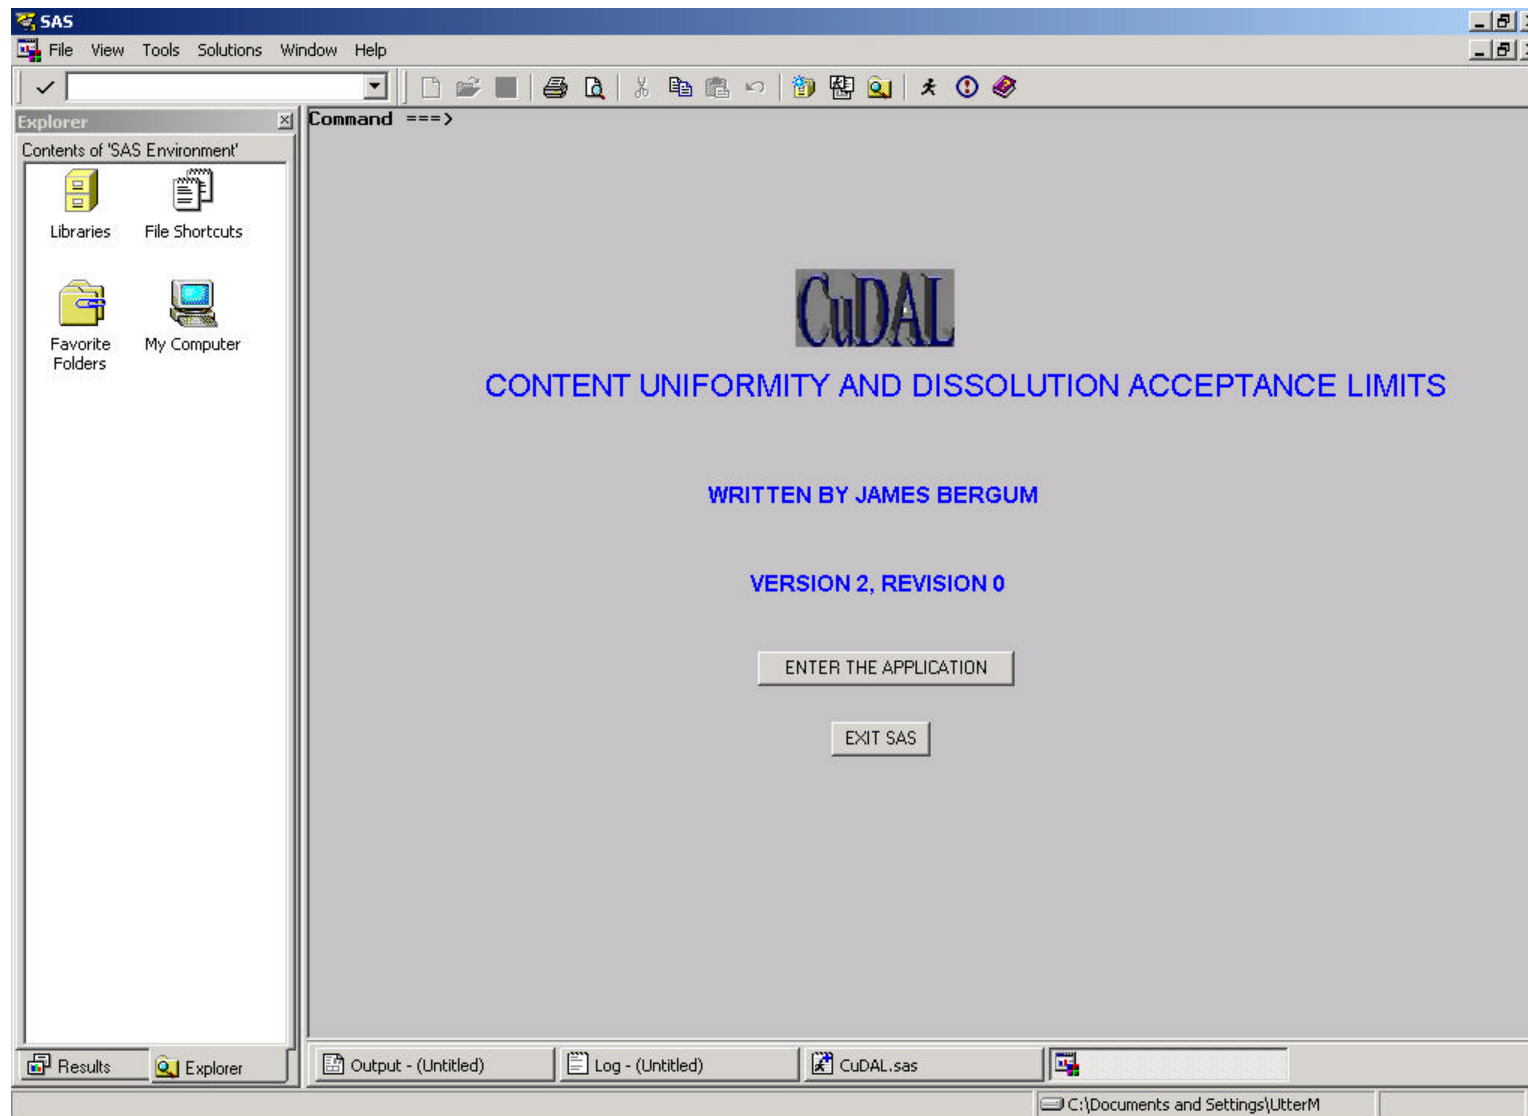 SAS
File View Tools Solutions Window Help
Explorer
Contents of 'SAS Environment'
Libraries
File Shortcuts
Favorite
Folders
My Computer
Command ===>
CuDAL
CONTENT UNIFORMITY AND DISSOLUTION ACCEPTANCE LIMITS
WRITTEN BY JAMES BERGUM
VERSION 2, REVISION 0
ENTER THE APPLICATION
EXIT SAS
Results
Explorer
Output - (Untitled)
Log - (Untitled)
CuDAL.sas
C:\Documents and Settings\UtterM